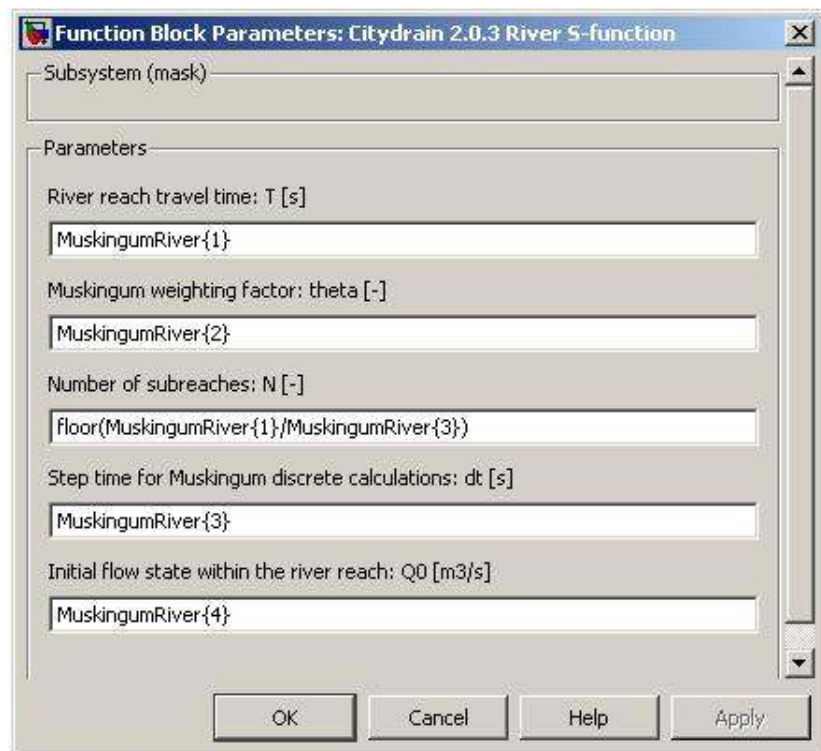 Function Block Parameters: Citydrain 2.0.3 River S-function
Subsystem (mask)
Parameters
River reach travel time: T [s]
MuskingumRiver{1}
Muskingum weighting factor: theta [-]
MuskingumRiver{2}
Number of subreaches: N [-]
floor(MuskingumRiver{1}/MuskingumRiver{3})
Step time for Muskingum discrete calculations: dt [s]
MuskingumRiver{3}
Initial flow state within the river reach: Q0 [m3/s]
MuskingumRiver{4}
OK Cancel Help Apply